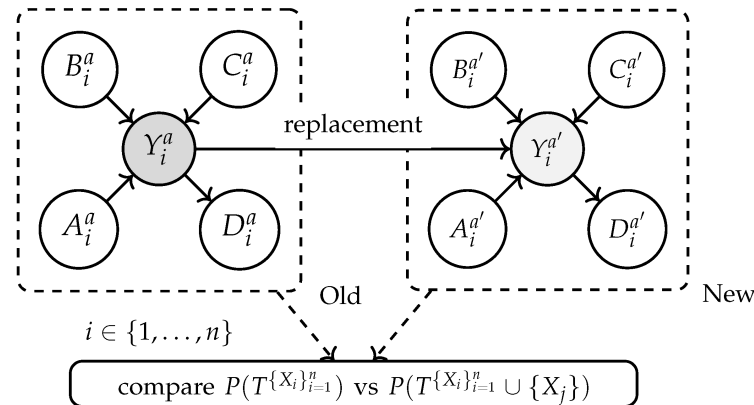 B_i^a C_i^a B_i^{a'} C_i^{a'}
replacement
Y_i^a Y_i^{a'}
A_i^a D_i^a A_i^{a'} D_i^{a'}
Old New
i ∈ {1, . . . , n}
compare P(T^{{X_i}_{i=1}^n}) vs P(T^{{X_i}_{i=1}^n} ∪ {X_j})